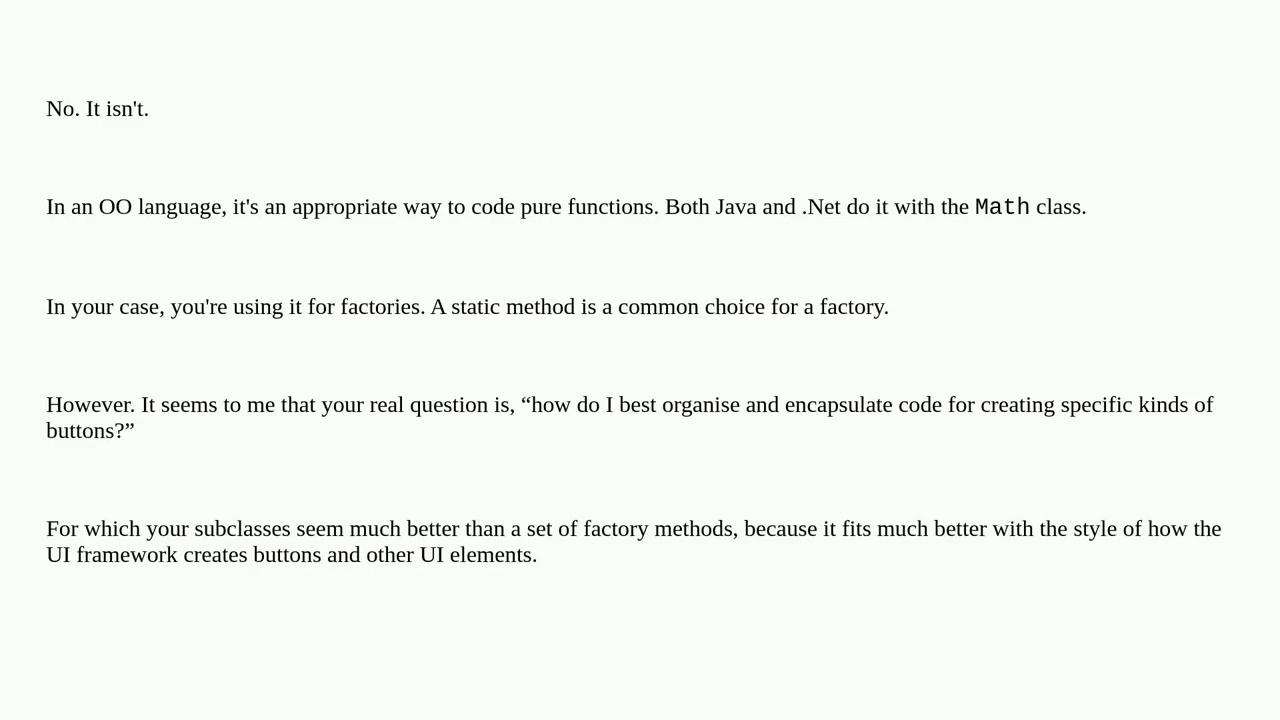 No. It isn't.
In an OO language, it's an appropriate way to code pure functions. Both Java and .Net do it with the Math class.
In your case, you're using it for factories. A static method is a common choice for a factory.
However. It seems to me that your real question is, “how do I best organise and encapsulate code for creating specific kinds of
buttons?”
For which your subclasses seem much better than a set of factory methods, because it fits much better with the style of how the
UI framework creates buttons and other UI elements.